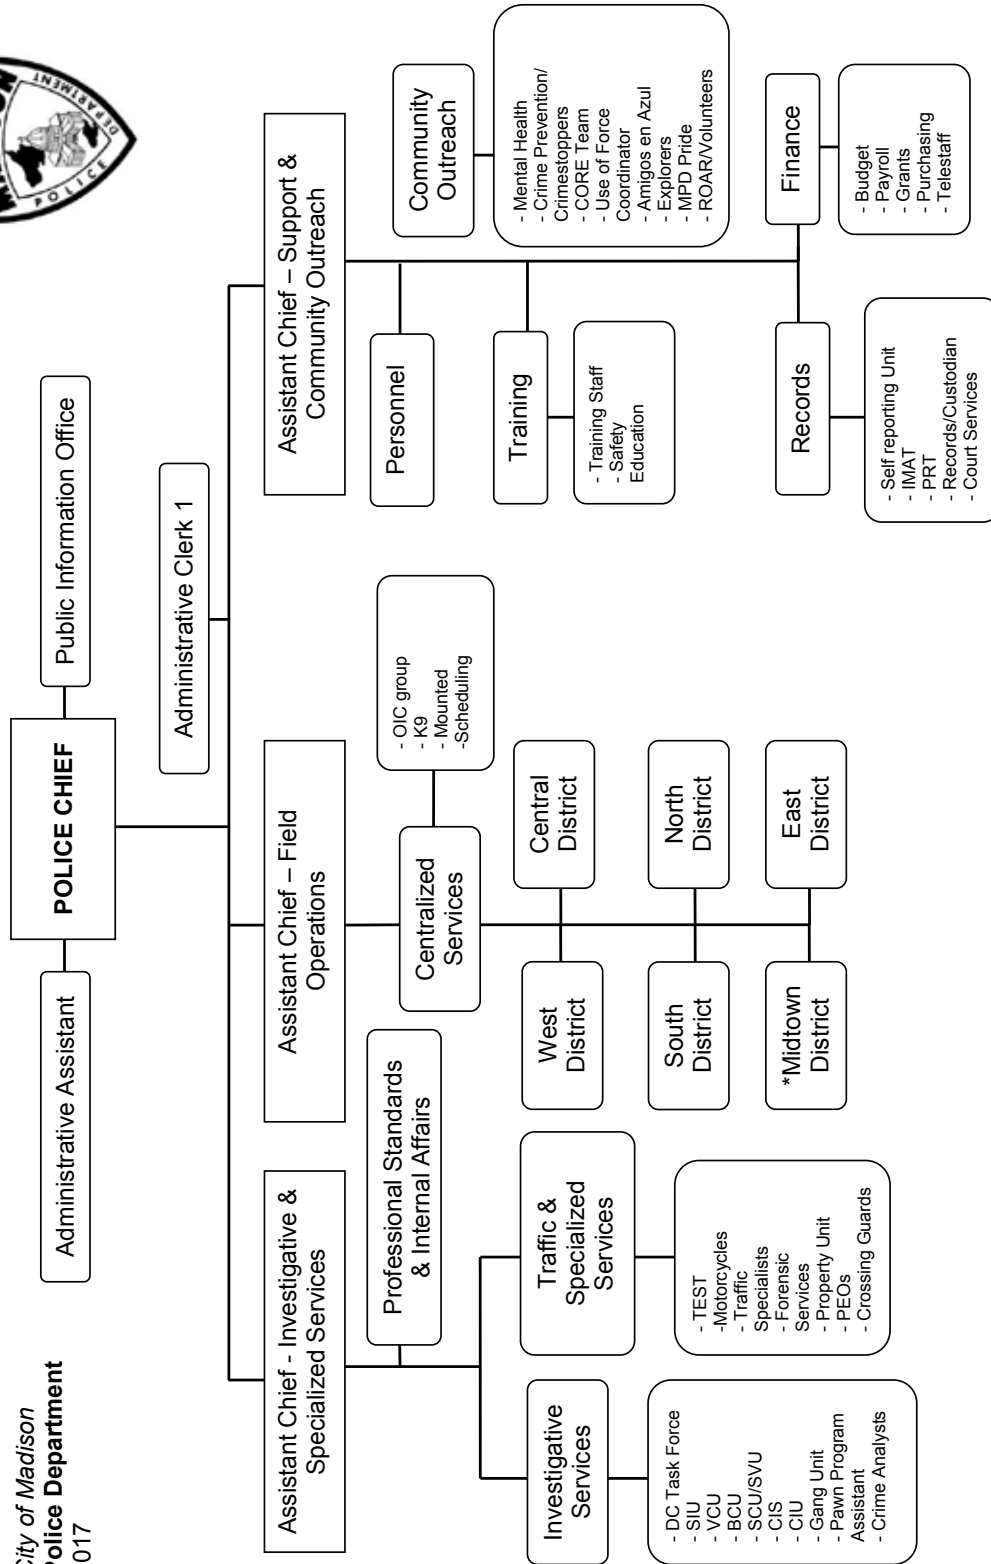 City of Madison
Police Department
017
POLICE
DEPARTMENT
POLICE CHIEF
Administrative Assistant
Public Information Office
Administrative Clerk 1
Assistant Chief - Investigative &
Specialized Services
Professional Standards
& Internal Affairs
Investigative
Services
- DC Task Force
- SIU
- VCU
- BCU
- SCU/SVU
- CIS
- CIU
- Gang Unit
- Pawn Program
Assistant
- Crime Analysts
Traffic &
Specialized
Services
- TEST
-Motorcycles
- Traffic
Specialists
- Forensic
Services
- Property Unit
- PEOs
- Crossing Guards
Assistant Chief – Field
Operations
Centralized
Services
- OIC group
- K9
- Mounted
-Scheduling
West
District
Central
District
South
District
North
District
*Midtown
District
East
District
Assistant Chief – Support &
Community Outreach
Personnel
Community
Outreach
- Mental Health
- Crime Prevention/
Crimestoppers
- CORE Team
- Use of Force
Coordinator
- Amigos en Azul
- Explorers
- MPD Pride
- ROAR/Volunteers
Training
- Training Staff
- Safety
Education
Records
- Self reporting Unit
- IMAT
- PRT
- Records/Custodian
- Court Services
Finance
- Budget
- Payroll
- Grants
- Purchasing
- Telestaff